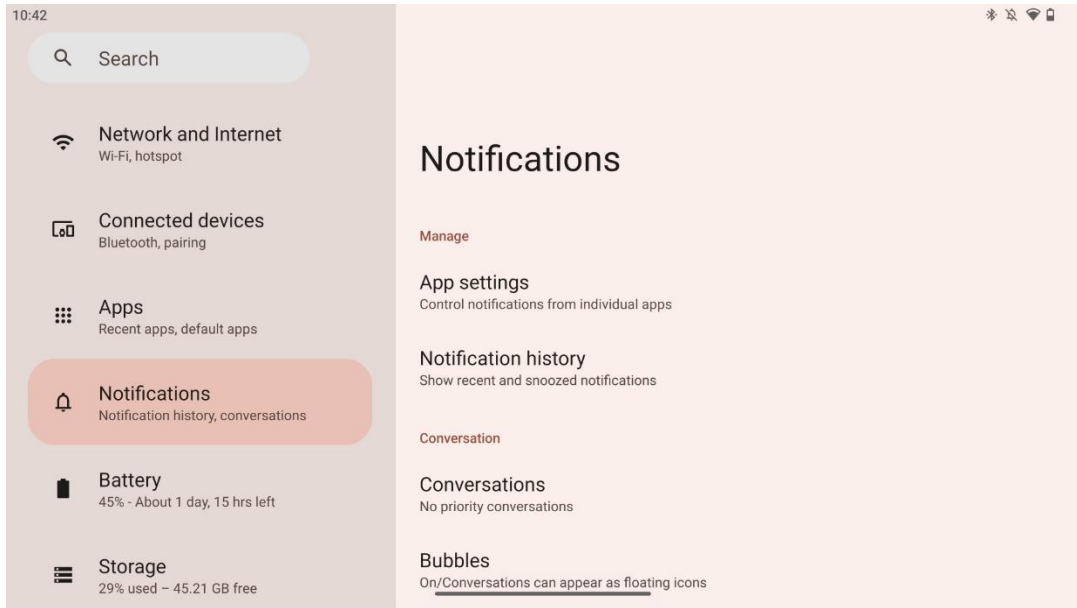 10:42
Search
Network and Internet
Wi-Fi, hotspot
Connected devices
Bluetooth, pairing
Apps
Recent apps, default apps
Notifications
Notification history, conversations
Battery
45% - About 1 day, 15 hrs left
Storage
29% used – 45.21 GB free
Notifications
Manage
App settings
Control notifications from individual apps
Notification history
Show recent and snoozed notifications
Conversation
Conversations
No priority conversations
Bubbles
On/Conversations can appear as floating icons